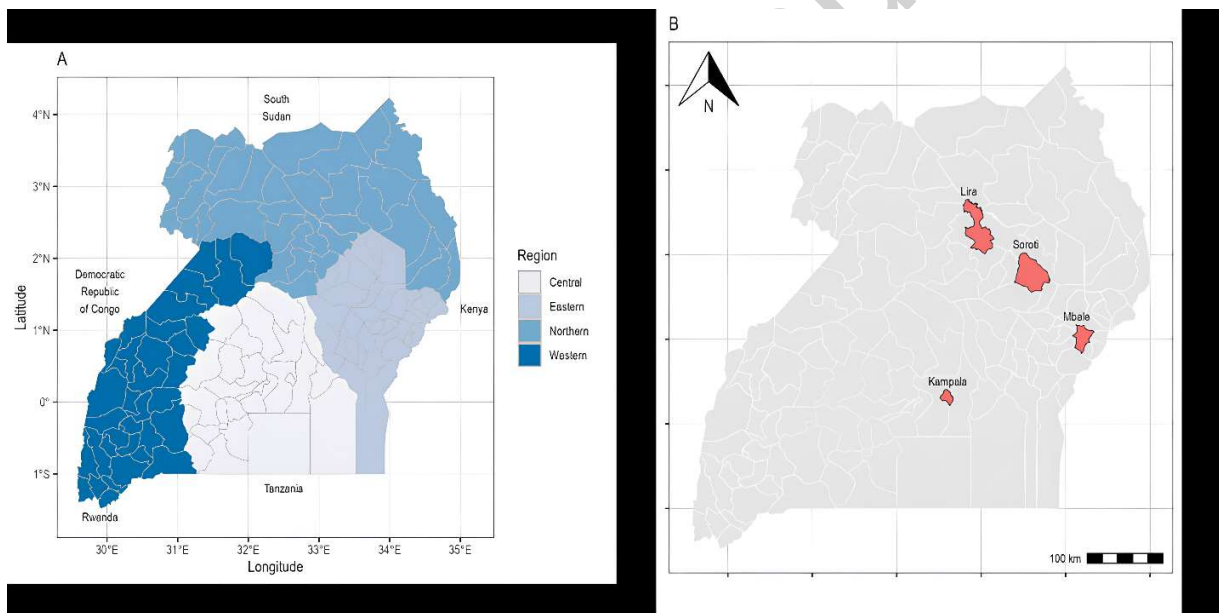 A
South
Sudan
4°N
3°N
2°N
1°N
0°
1°S
Latitude
Democratic
Republic
of Congo
Kenya
Tanzania
Rwanda
30°E 31°E 32°E 33°E 34°E 35°E
Longitude
Region
Central
Eastern
Northern
Western
B
N
Lira
Soroti
Mbale
Kampala
100 km